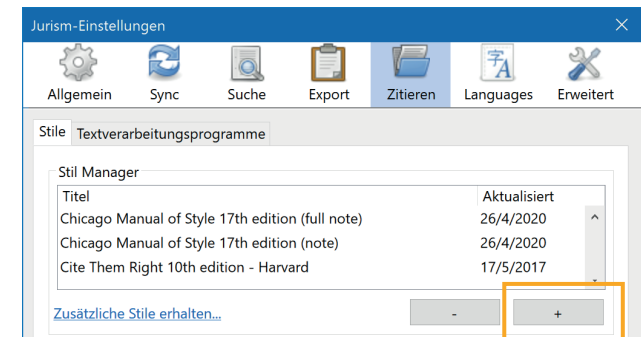 Jurism-Einstellungen
Allgemein Sync Suche Export Zitieren Languages Erweitert
Stile Textverarbeitungsprogramme
Stil Manager
Titel Aktualisiert
Chicago Manual of Style 17th edition (full note) 26/4/2020
Chicago Manual of Style 17th edition (note) 26/4/2020
Cite Them Right 10th edition - Harvard 17/5/2017
Zusätzliche Stile erhalten... - +